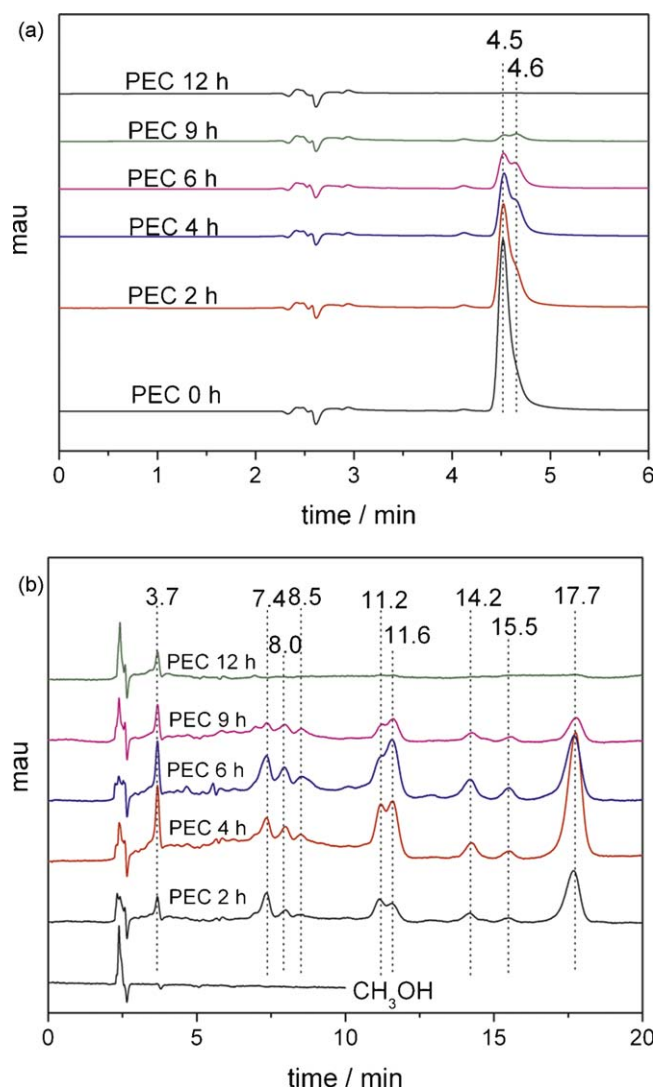 (a)
4.5
4.6
PEC 12 h
PEC 9 h
PEC 6 h
PEC 4 h
PEC 2 h
PEC 0 h
mau
0 1 2 3 4 5 6
time / min
(b)
3.7 7.4 8.5 11.2 14.2 17.7
8.0 11.6 15.5
PEC 12 h
PEC 9 h
PEC 6 h
PEC 4 h
PEC 2 h
CH₃OH
mau
0 5 10 15 20
time / min